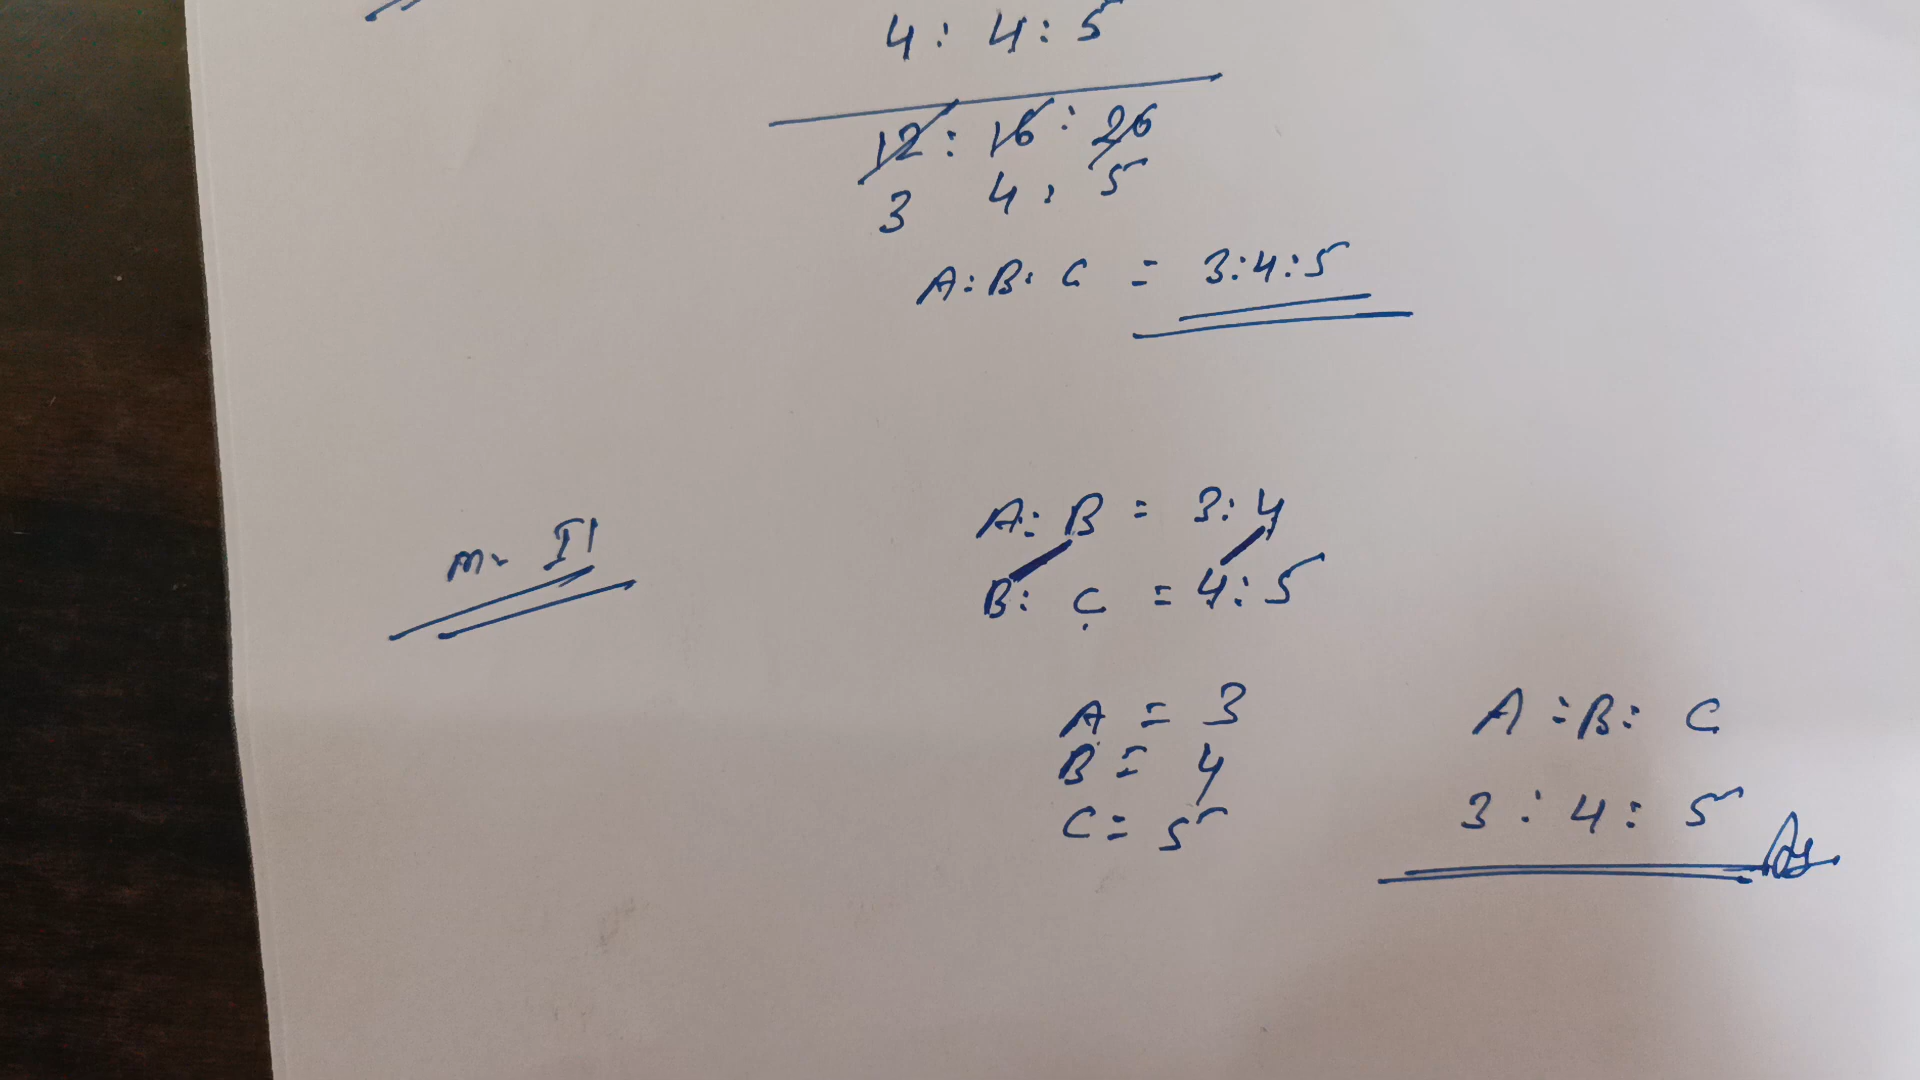 4 : 4 : 5
12 : 16 : 20
3 4 : 5
A : B : C = 3:4:5
M- II
A : B = 3 : 4
B : C = 4 : 5
A = 3
B = 4
C = 5
A : B : C
3 : 4 : 5 Ans